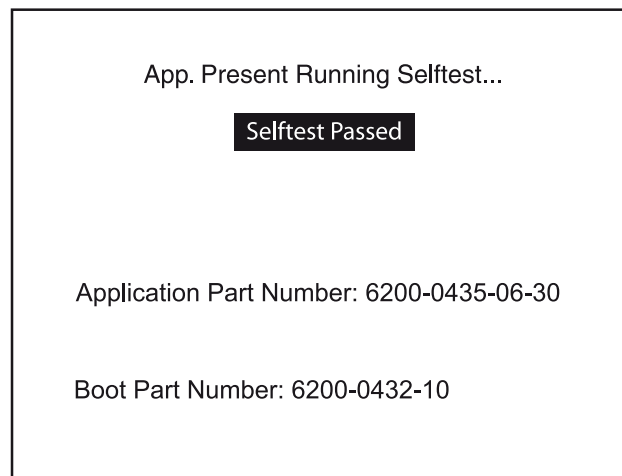 App. Present Running Selftest...
Selftest Passed
Application Part Number: 6200-0435-06-30
Boot Part Number: 6200-0432-10